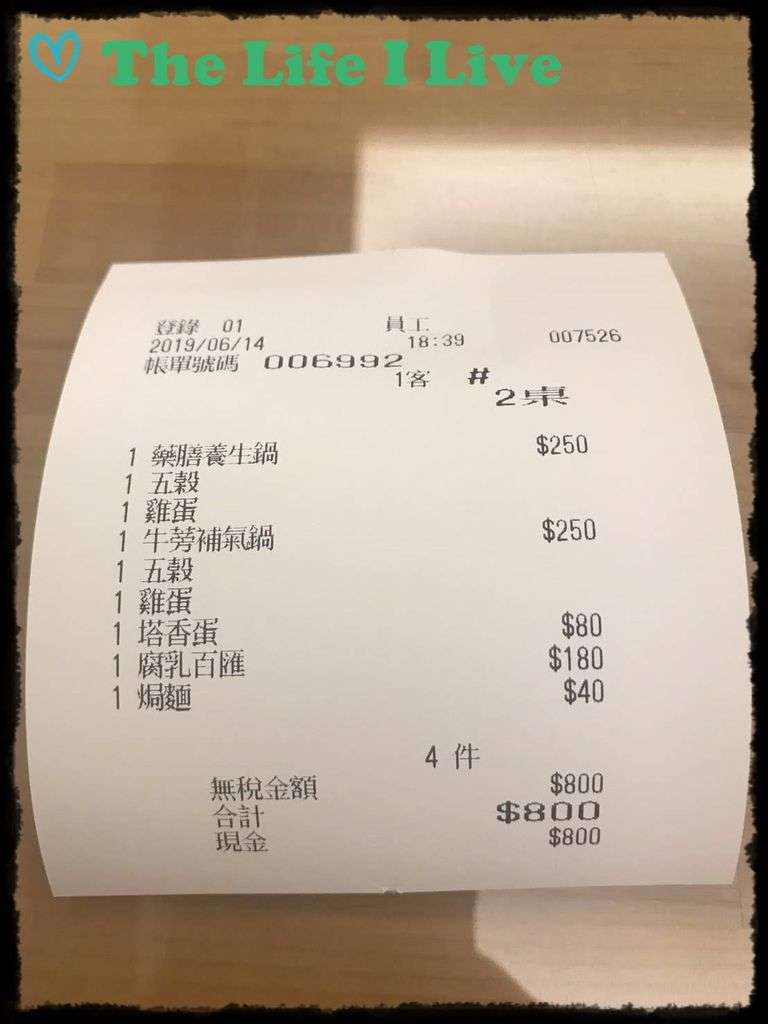 The Life I Live
登錄 01 員工
2019/06/14 18:39 007526
帳單號碼 006992
1客 #
2桌
1 藥膳養生鍋 $250
1 五穀
1 雞蛋
1 牛蒡補氣鍋 $250
1 五穀
1 雞蛋
1 塔香蛋 $80
1 腐乳百匯 $180
1 焗麵 $40
4 件
無稅金額 $800
合計 $800
現金 $800